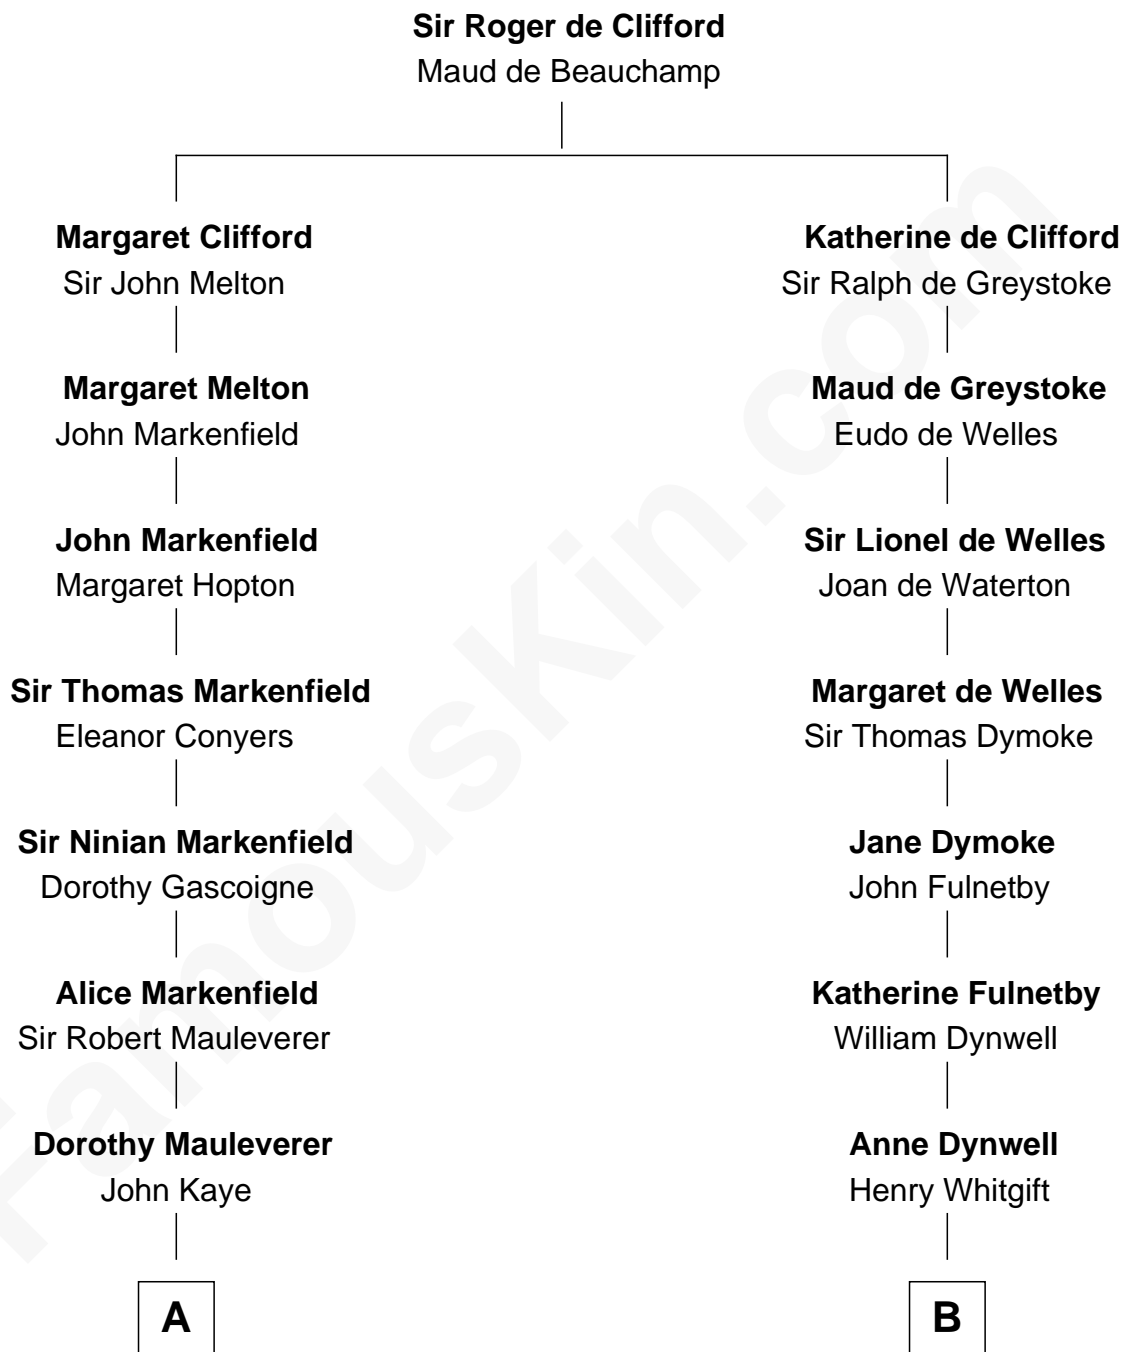 Sir Roger de Clifford
Maud de Beauchamp
Margaret Clifford
Sir John Melton
Katherine de Clifford
Sir Ralph de Greystoke
Margaret Melton
John Markenfield
Maud de Greystoke
Eudo de Welles
John Markenfield
Margaret Hopton
Sir Lionel de Welles
Joan de Waterton
Sir Thomas Markenfield
Eleanor Conyers
Margaret de Welles
Sir Thomas Dymoke
Sir Ninian Markenfield
Dorothy Gascoigne
Jane Dymoke
John Fulnetby
Alice Markenfield
Sir Robert Mauleverer
Katherine Fulnetby
William Dynwell
Dorothy Mauleverer
John Kaye
Anne Dynwell
Henry Whitgift
A
B
FamousKin.com